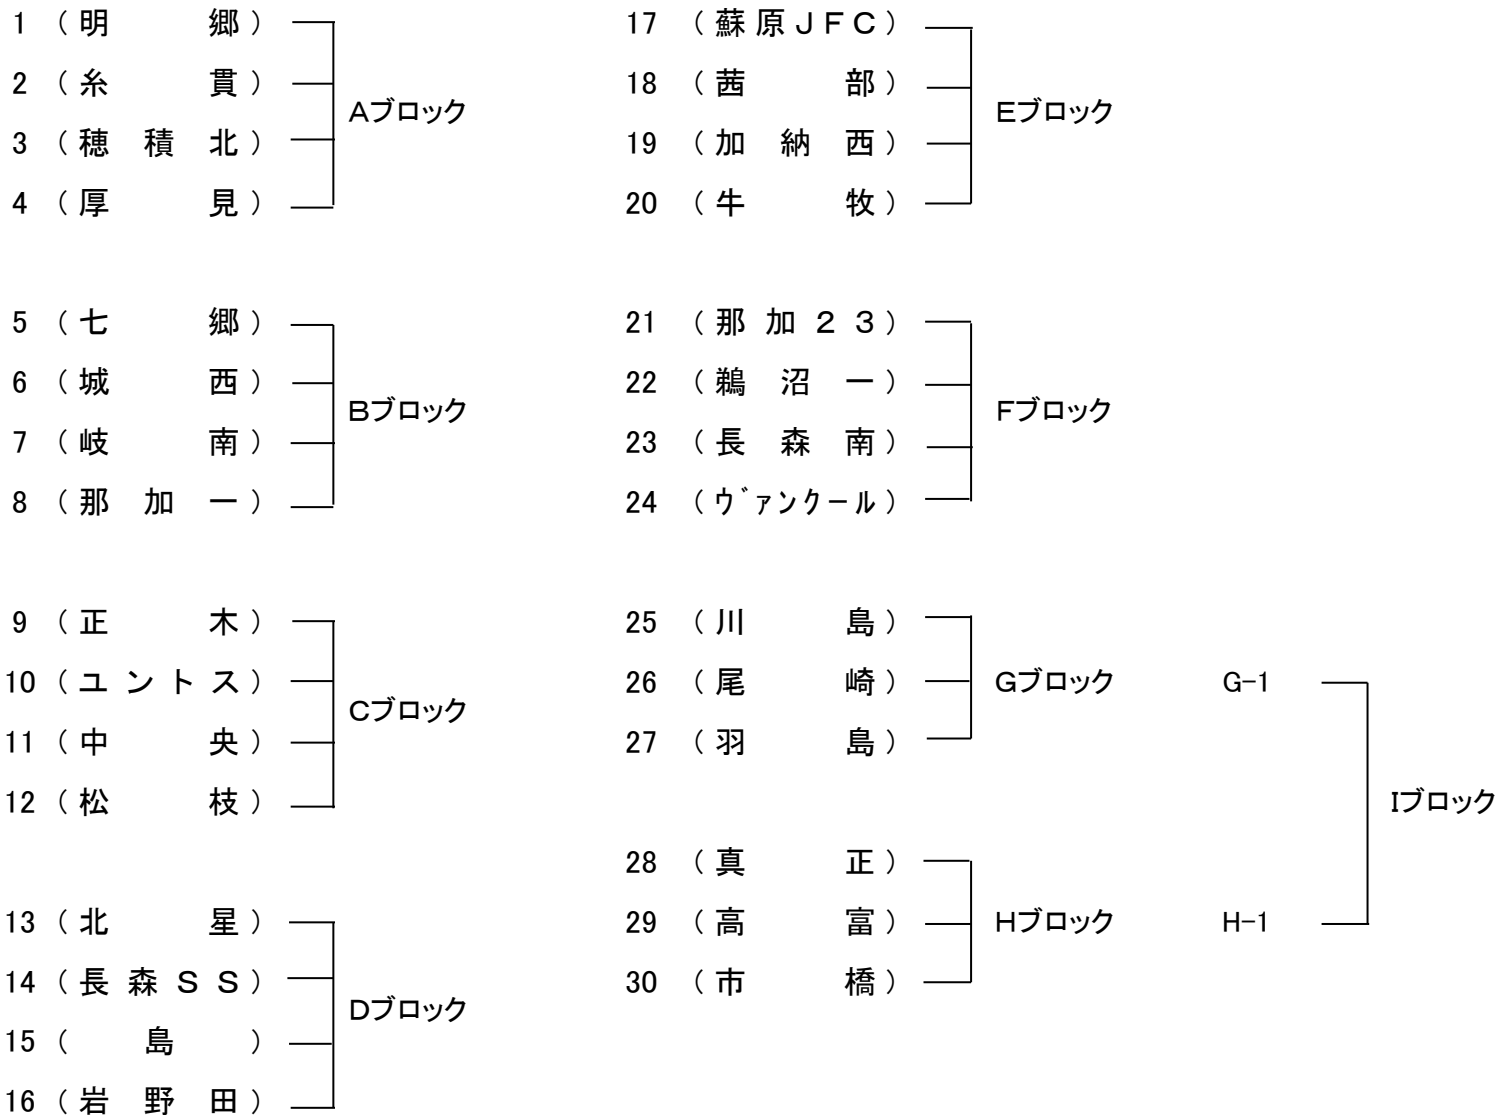 1 （明　　郷）
2 （糸　　貫）
3 （穂　積　北）
4 （厚　　見）
Aブロック
5 （七　　郷）
6 （城　　西）
7 （岐　　南）
8 （那　加　一）
Bブロック
9 （正　　木）
10 （ユントス）
11 （中　　央）
12 （松　　枝）
Cブロック
13 （北　　星）
14 （長森ＳＳ）
15 （　島　）
16 （岩　野　田）
Dブロック
17 （蘇原ＪＦＣ）
18 （茜　　部）
19 （加　納　西）
20 （牛　　牧）
Eブロック
21 （那加２３）
22 （鵜　沼　一）
23 （長　森　南）
24 （ヴァンクール）
Fブロック
25 （川　　島）
26 （尾　　崎）
27 （羽　　島）
Gブロック
28 （真　　正）
29 （高　　富）
30 （市　　橋）
Hブロック
G-1
H-1
Iブロック